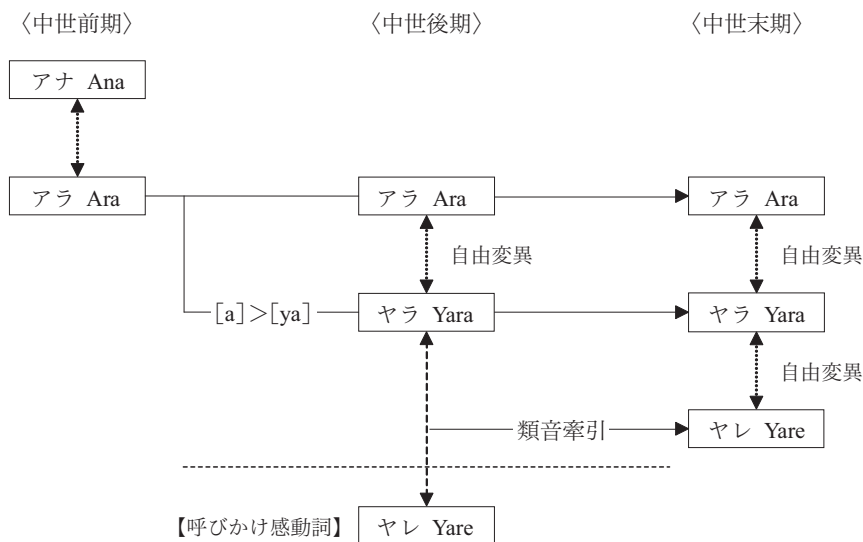 〈中世前期〉 〈中世後期〉 〈中世末期〉
アナ Ana
アラ Ara アラ Ara アラ Ara
自由変異 自由変異
[a]＞[ya] ヤラ Yara ヤラ Yara
自由変異
類音牽引 ヤレ Yare
【呼びかけ感動詞】 ヤレ Yare